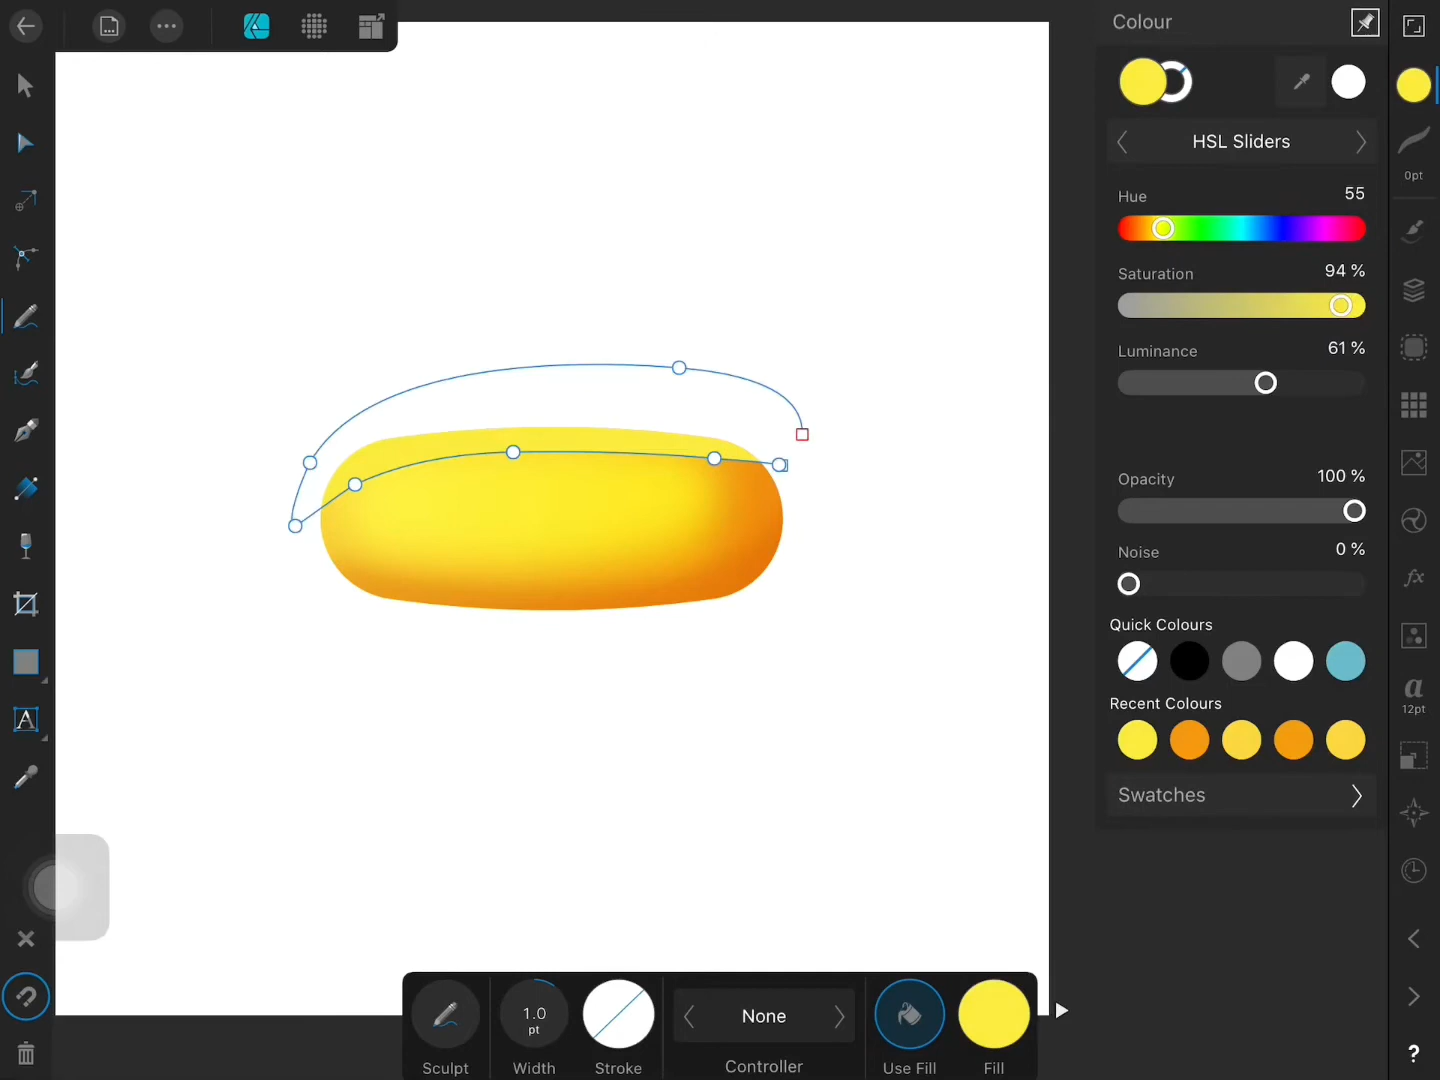 Colour
HSL Sliders
Hue 55
Saturation 94 %
Luminance 61 %
Opacity 100 %
Noise 0 %
Quick Colours
Recent Colours
Swatches
0pt
a
12pt
fx
?
A
1.0
pt
None
Sculpt Width Stroke Controller Use Fill Fill